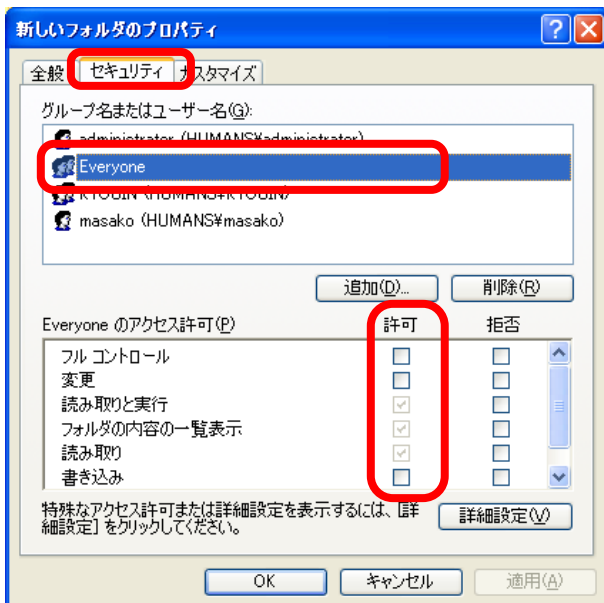 新しいフォルダのプロパティ
全般 セキュリティ カスタマイズ
グループ名またはユーザー名(G):
administrator (HUMANS¥administrator)
Everyone
KYOUIN (HUMANS¥KYOUIN)
masako (HUMANS¥masako)
追加(D)... 削除(R)
Everyone のアクセス許可(P) 許可 拒否
フル コントロール
変更
読み取りと実行
フォルダの内容の一覧表示
読み取り
書き込み
特殊なアクセス許可または詳細設定を表示するには、[詳
細設定] をクリックしてください。
詳細設定(V)
OK キャンセル 適用(A)